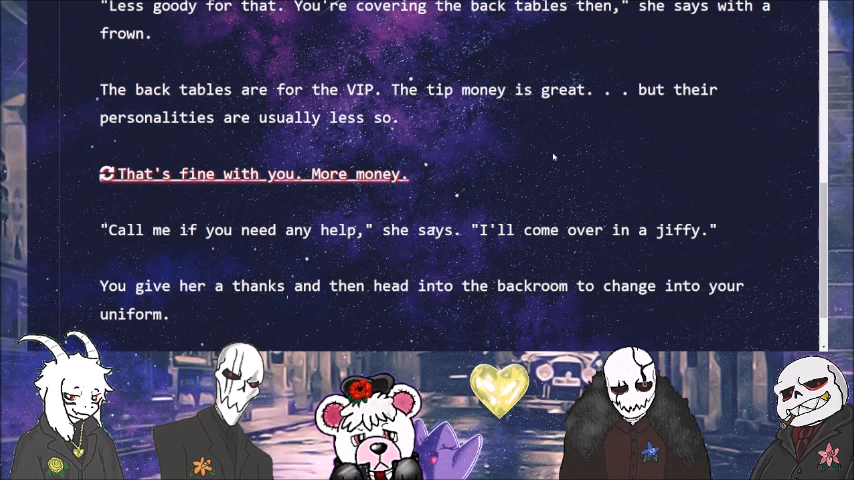 "Less goody for that. You're covering the back tables then," she says with a
frown.
The back tables are for the VIP. The tip money is great. . . but their
personalities are usually less so.
That's fine with you. More money.
"Call me if you need any help," she says. "I'll come over in a jiffy."
You give her a thanks and then head into the backroom to change into your
uniform.